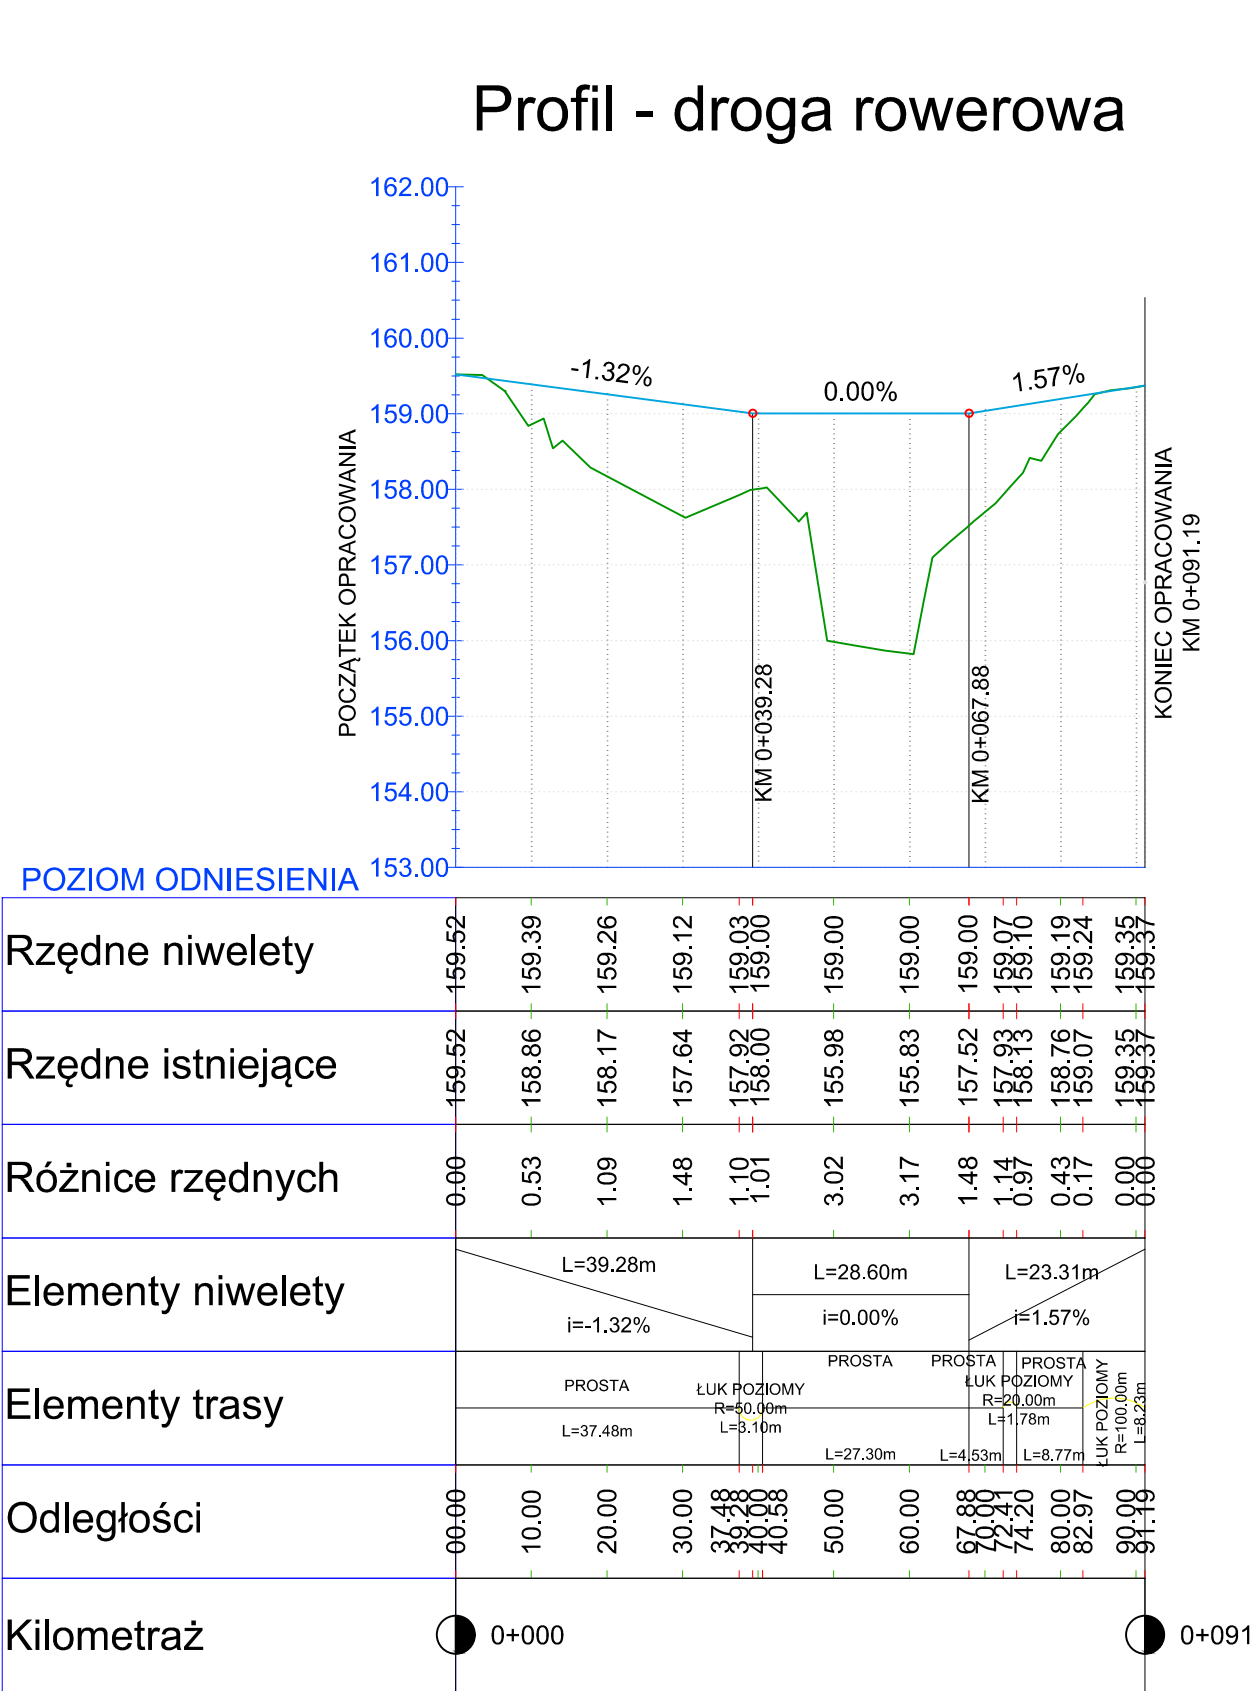 Profil - droga rowerowa
162.00
161.00
160.00
159.00
158.00
157.00
156.00
155.00
154.00
153.00
-1.32%
0.00%
1.57%
POCZĄTEK OPRACOWANIA
KM 0+039.28
KM 0+067.88
KONIEC OPRACOWANIA
KM 0+091.19
POZIOM ODNIESIENIA
Rzędne niwelety
159.52 159.39 159.26 159.12 159.03 159.00 159.00 159.00 159.00 159.07 159.10 159.19 159.24 159.35 159.37
Rzędne istniejące
159.52 158.86 158.17 157.64 157.92 158.00 155.98 155.83 157.52 157.93 158.13 158.76 159.07 159.35 159.37
Różnice rzędnych
0.00 0.53 1.09 1.48 1.10 1.01 3.02 3.17 1.48 1.14 0.97 0.43 0.17 0.00 0.00
Elementy niwelety
L=39.28m
i=-1.32%
L=28.60m
i=0.00%
L=23.31m
i=1.57%
Elementy trasy
PROSTA
L=37.48m
ŁUK POZIOMY
R=50.00m
L=3.10m
PROSTA
L=27.30m
PROSTA
L=4.53m
ŁUK POZIOMY
R=20.00m
L=1.78m
PROSTA
L=8.77m
ŁUK POZIOMY
R=100.00m
L=8.23m
Odległości
00.00 10.00 20.00 30.00 37.48 39.28 40.00 40.58 50.00 60.00 67.88 70.00 72.41 74.20 80.00 82.97 90.00 91.19
Kilometraż
0+000
0+091